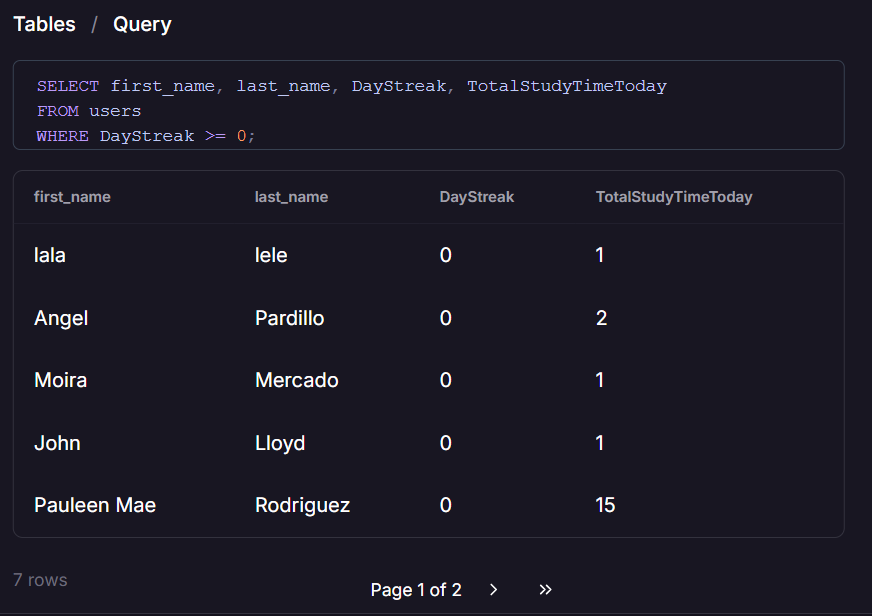 Tables / Query
SELECT first_name, last_name, DayStreak, TotalStudyTimeToday
FROM users
WHERE DayStreak >= 0;
first_name last_name DayStreak TotalStudyTimeToday
lala lele 0 1
Angel Pardillo 0 2
Moira Mercado 0 1
John Lloyd 0 1
Pauleen Mae Rodriguez 0 15
7 rows
Page 1 of 2 › »